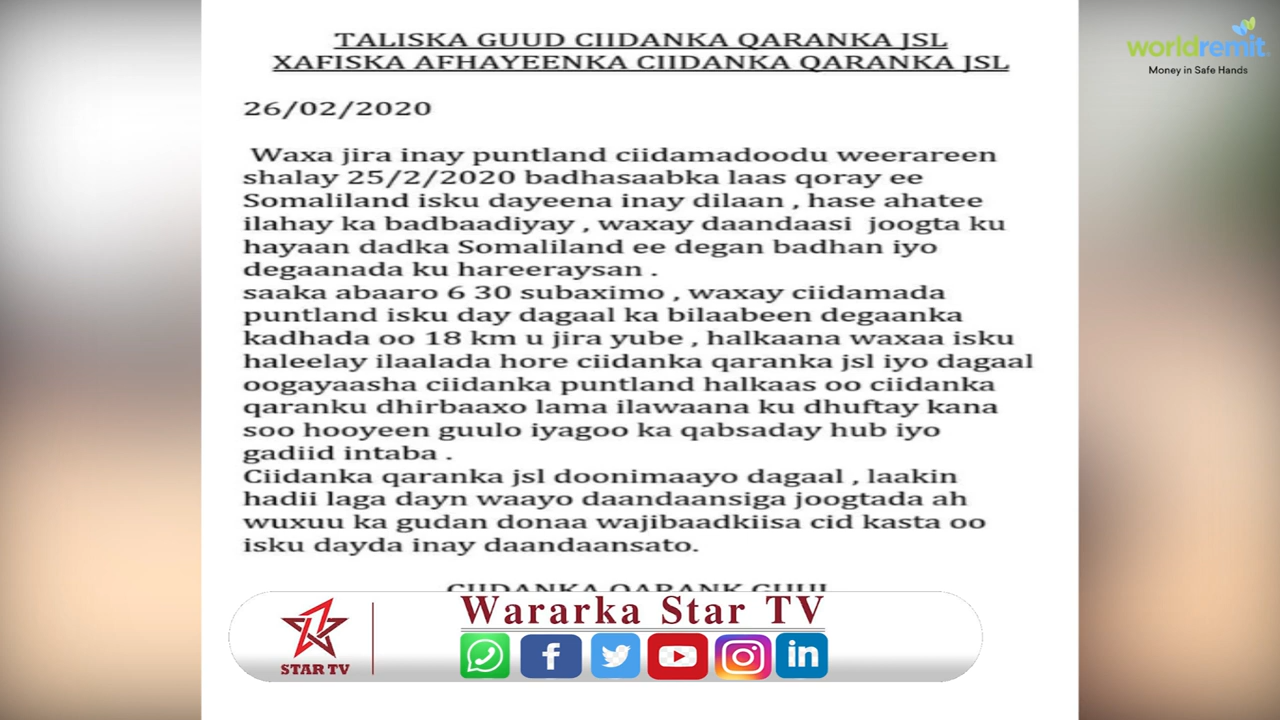 TALISKA GUUD CIIDANKA QARANKA JSL
XAFISKA AFHAYEENKA CIIDANKA QARANKA JSL
worldremit
Money in Safe Hands
26/02/2020
Waxa jira inay puntland ciidamadoodu weerareen
shalay 25/2/2020 badhasaabka laas qoray ee
Somaliland isku dayeena inay dilaan , hase ahatee
ilahay ka badbaadiyay , waxay daandaasi joogta ku
hayaan dadka Somaliland ee degan badhan iyo
degaanada ku hareeraysan .
saaka abaaro 6 30 subaximo , waxay ciidamada
puntland isku day dagaal ka bilaabeen degaanka
kadhada oo 18 km u jira yube , halkaana waxaa isku
haleelay ilaalada hore ciidanka qaranka jsl iyo dagaal
oogayaasha ciidanka puntland halkaas oo ciidanka
qaranku dhirbaaxo lama ilawaana ku dhuftay kana
soo hooyeen guulo iyagoo ka qabsaday hub iyo
gadiid intaba .
Ciidanka qaranka jsl doonimaayo dagaal , laakin
hadii laga dayn waayo daandaansiga joogtada ah
wuxuu ka gudan donaa wajibaadkiisa cid kasta oo
isku dayda inay daandaansato.
CIIDANKA QARANK GUUL
Wararka Star TV
STAR TV